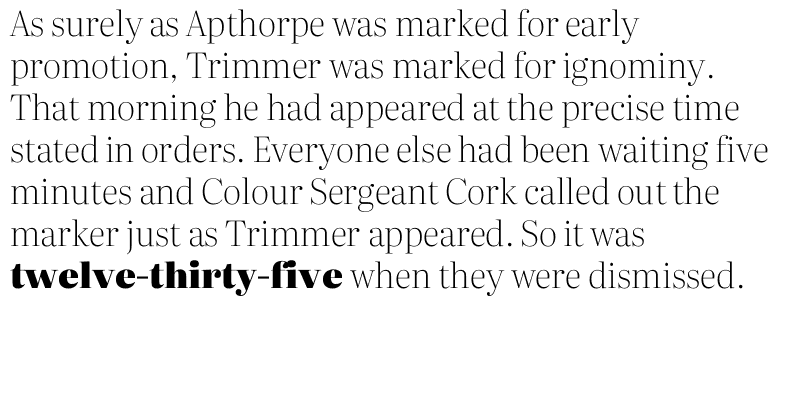 As surely as Apthorpe was marked for early
promotion, Trimmer was marked for ignominy.
That morning he had appeared at the precise time
stated in orders. Everyone else had been waiting five
minutes and Colour Sergeant Cork called out the
marker just as Trimmer appeared. So it was
twelve-thirty-five when they were dismissed.